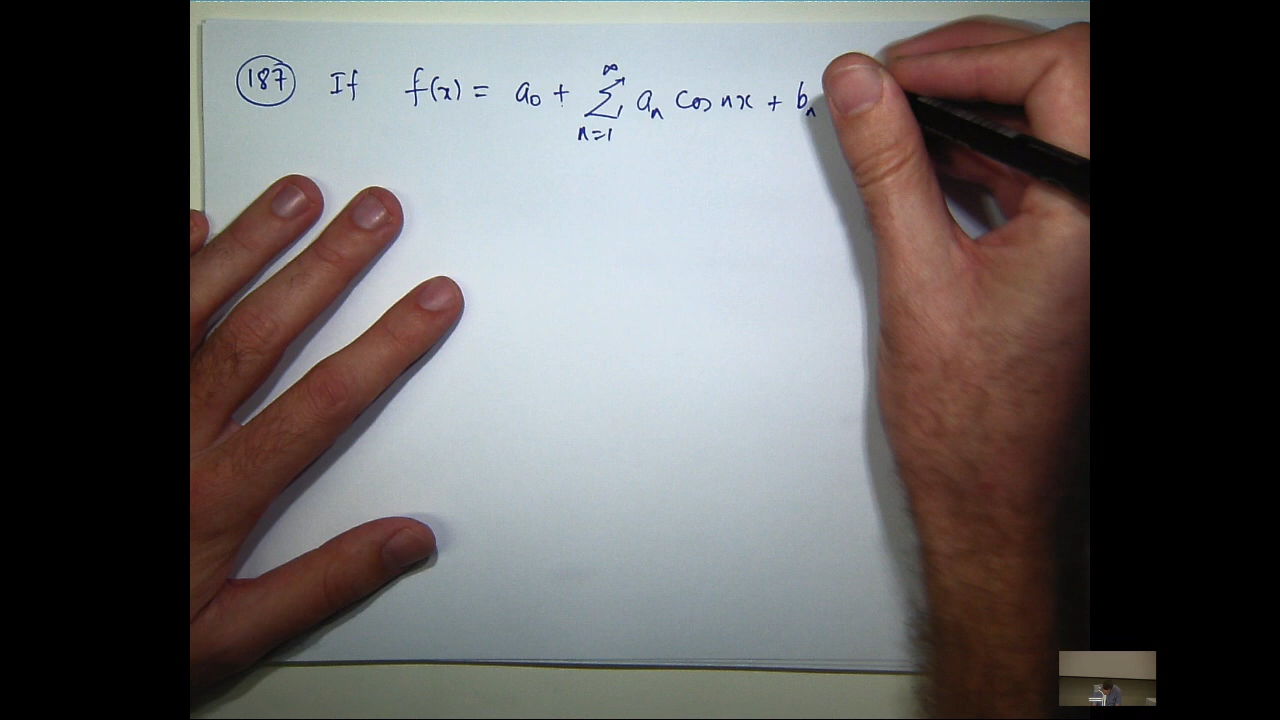 187 If f(x) = a₀ + ∞∑n=1 aₙ cos nx + bₙ